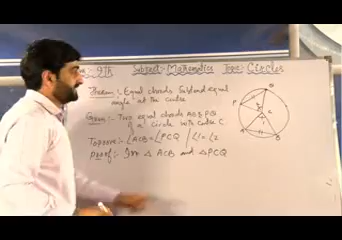 9th Subject:- Mathematics Topic:- Circles
Theorem:- Equal chords Subtend equal
angle at the centre
Given:- Two equal chords AB & PQ
of a circle with centre C
To prove:- ∠ACB = ∠PCQ / ∠1 = ∠2
Proof:- In △ ACB and △ PCQ
P
A
B